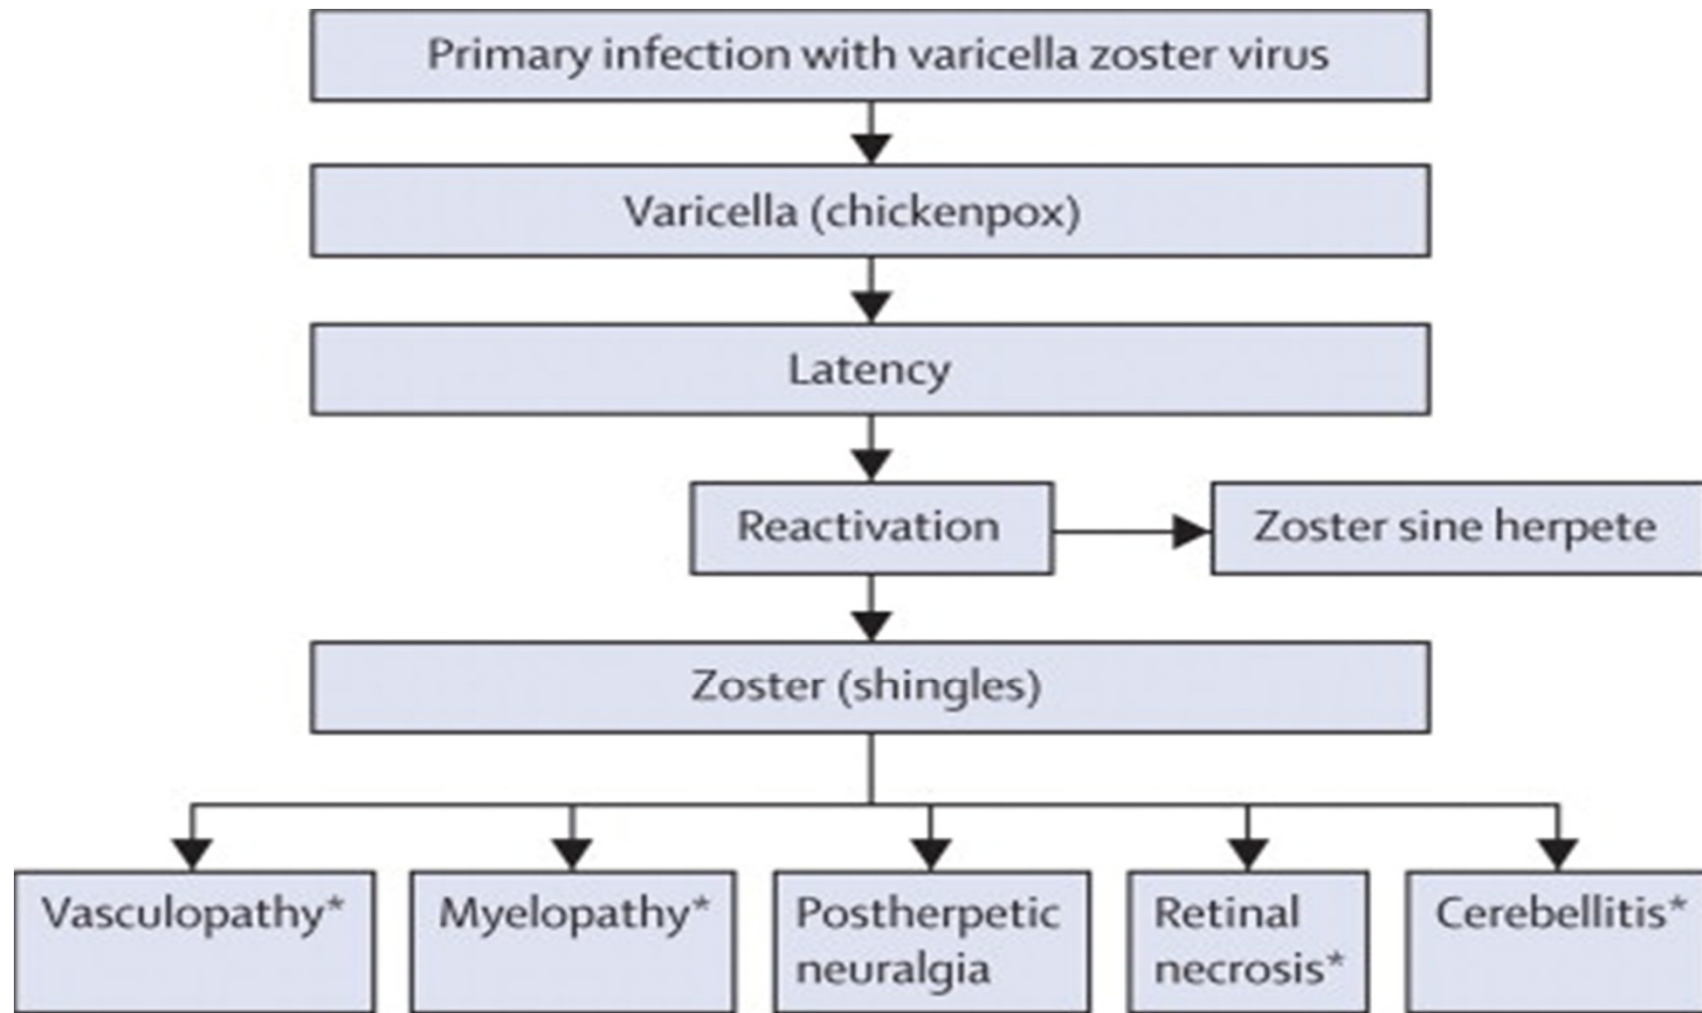 Primary infection with varicella zoster virus
Varicella (chickenpox)
Latency
Reactivation
Zoster sine herpete
Zoster (shingles)
Vasculopathy*
Myelopathy*
Postherpetic
neuralgia
Retinal
necrosis*
Cerebellitis*